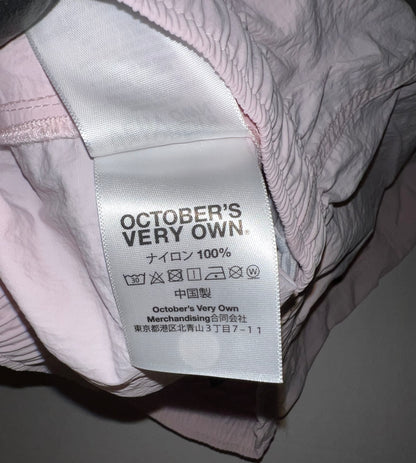 OCTOBER'S
VERY OWN®
ナイロン 100%
30
中国製
October's Very Own
Merchandising合同会社
東京都港区北青山3丁目7-11